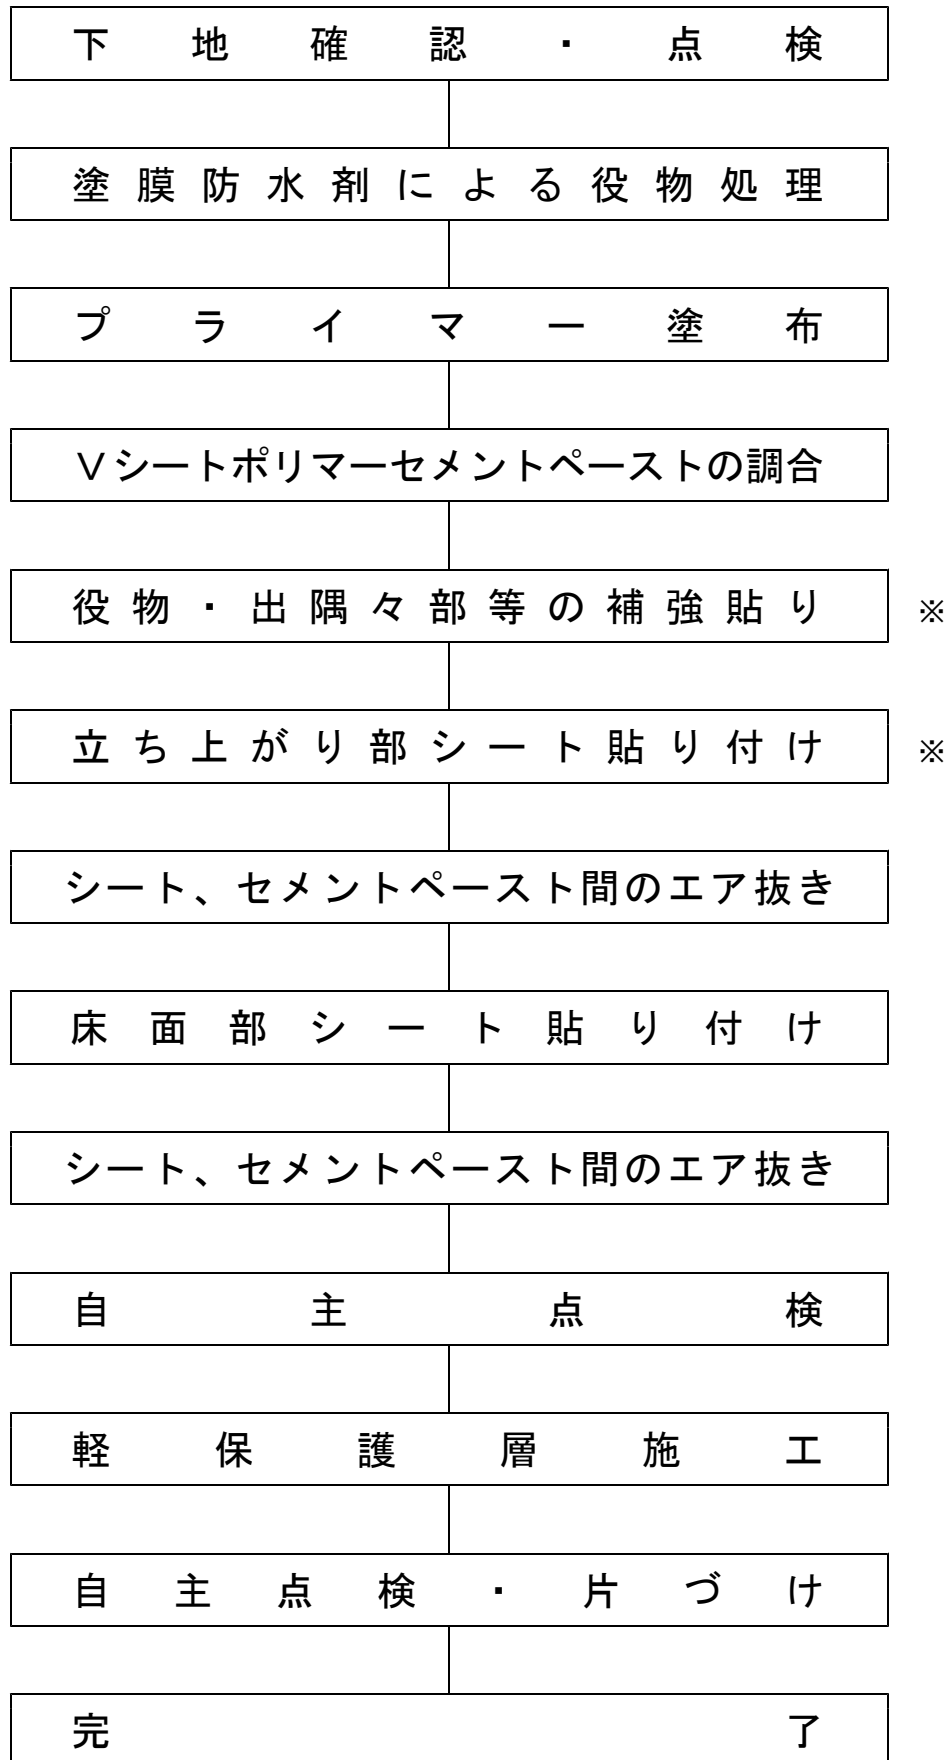 下地確認・点検
塗膜防水剤による役物処理
プライマー塗布
Ｖシートポリマーセメントペーストの調合
役物・出隅々部等の補強貼り ※
立ち上がり部シート貼り付け ※
シート、セメントペースト間のエア抜き
床面部シート貼り付け
シート、セメントペースト間のエア抜き
自主点検
軽保護層施工
自主点検・片づけ
完了